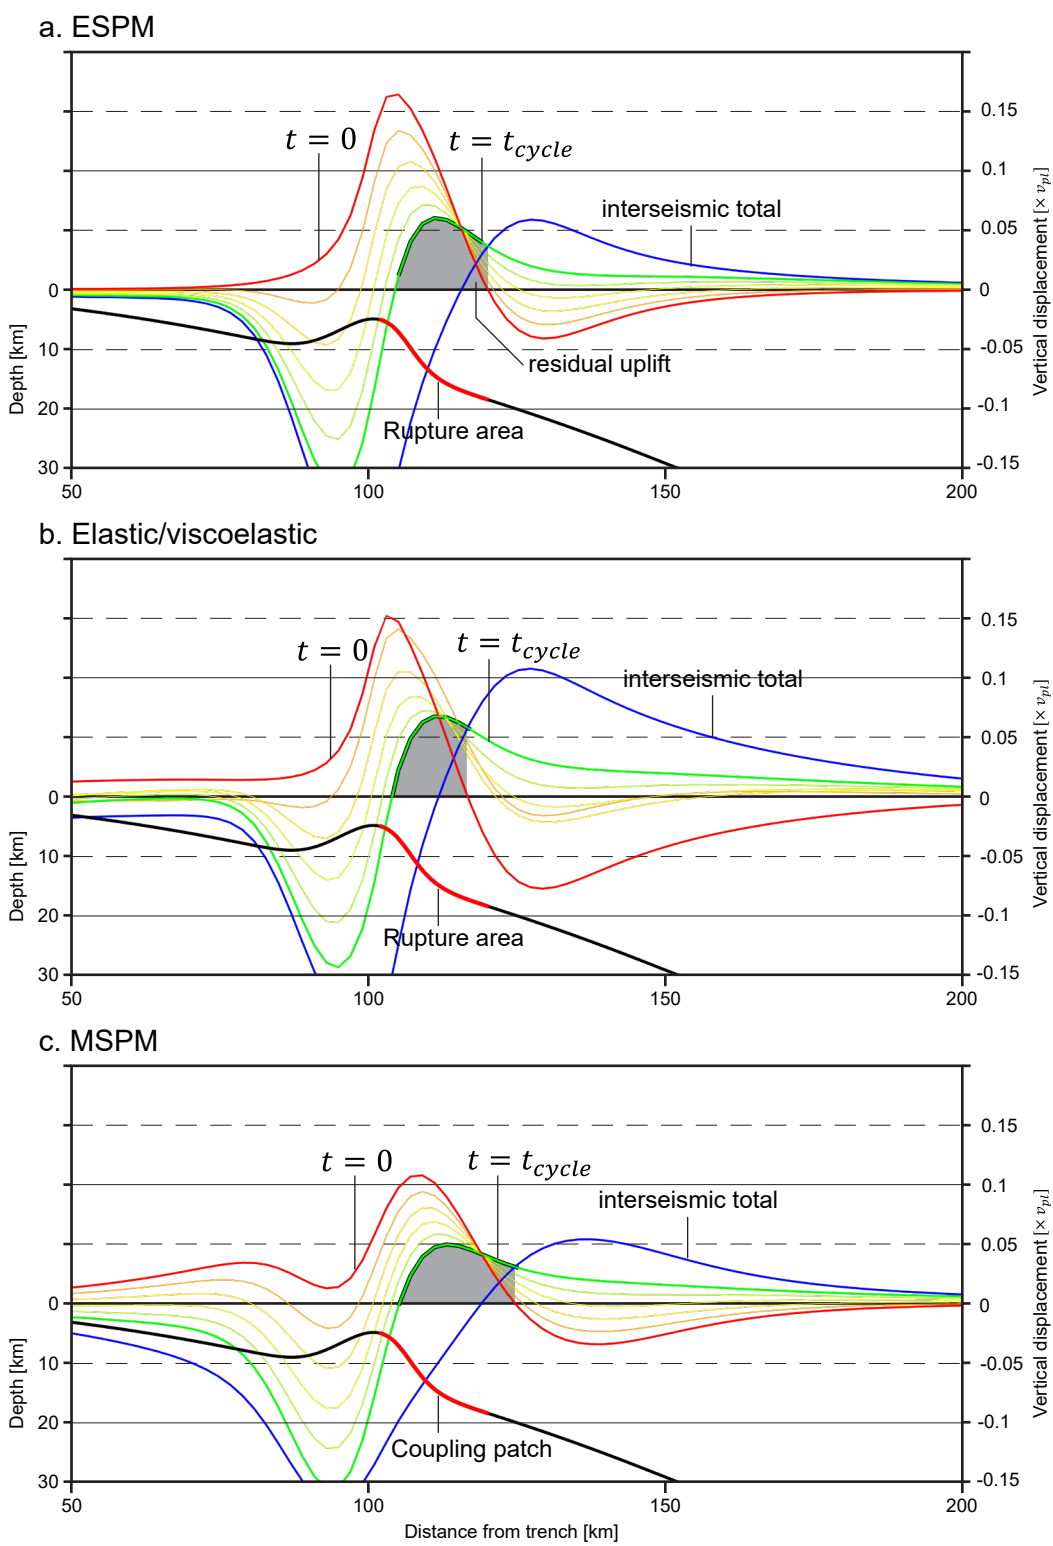 a. ESPM
0.15
t = 0
t = t_cycle
0.1
interseismic total
0.05
0
0
residual uplift
10
-0.05
20
-0.1
Rupture area
30
-0.15
Depth [km]
Vertical displacement [× v_pl]
50
100
150
200
b. Elastic/viscoelastic
0.15
t = 0
t = t_cycle
0.1
interseismic total
0.05
0
0
10
-0.05
20
-0.1
Rupture area
30
-0.15
Depth [km]
Vertical displacement [× v_pl]
50
100
150
200
c. MSPM
0.15
t = 0
t = t_cycle
0.1
interseismic total
0.05
0
0
10
-0.05
20
-0.1
Coupling patch
30
-0.15
Depth [km]
Vertical displacement [× v_pl]
50
100
150
200
Distance from trench [km]